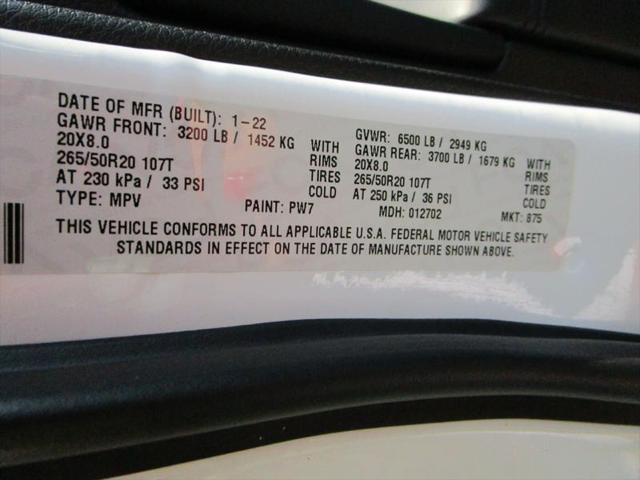 DATE OF MFR (BUILT): 1-22
GAWR FRONT: 3200 LB / 1452 KG WITH
20X8.0 RIMS
265/50R20 107T TIRES
AT 230 kPa / 33 PSI COLD
TYPE: MPV PAINT: PW7
GVWR: 6500 LB / 2949 KG
GAWR REAR: 3700 LB / 1679 KG WITH
20X8.0 RIMS
265/50R20 107T TIRES
AT 250 kPa / 36 PSI COLD
MDH: 012702 MKT: 875
THIS VEHICLE CONFORMS TO ALL APPLICABLE U.S.A. FEDERAL MOTOR VEHICLE SAFETY
STANDARDS IN EFFECT ON THE DATE OF MANUFACTURE SHOWN ABOVE.